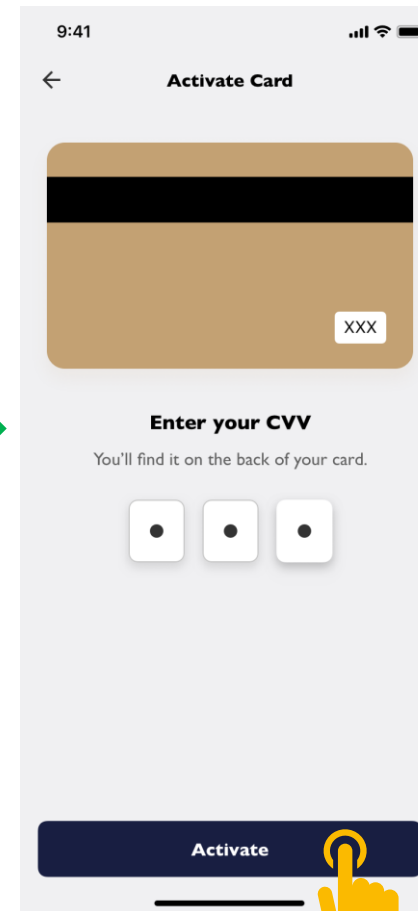 9:41
Activate Card
XXX
Enter your CVV
You'll find it on the back of your card.
Activate